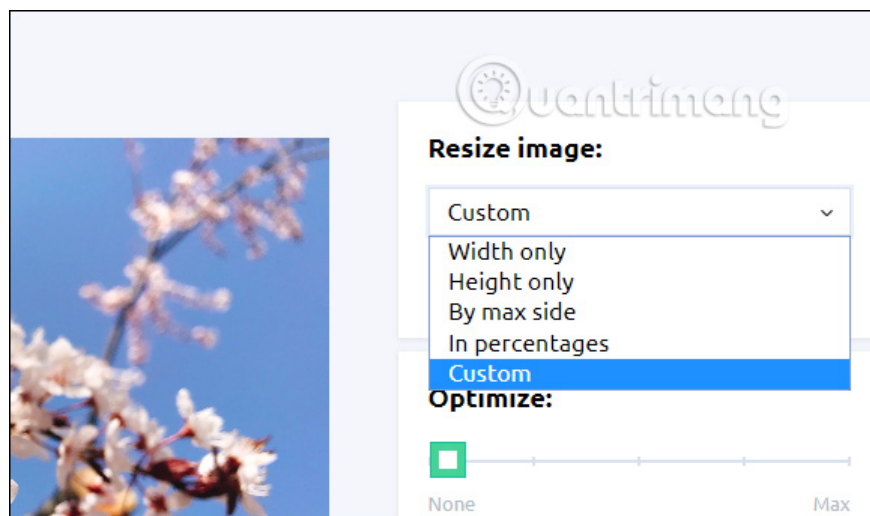 Quantrimang
Resize image:
Custom
Width only
Height only
By max side
In percentages
Custom
Optimize:
None
Max